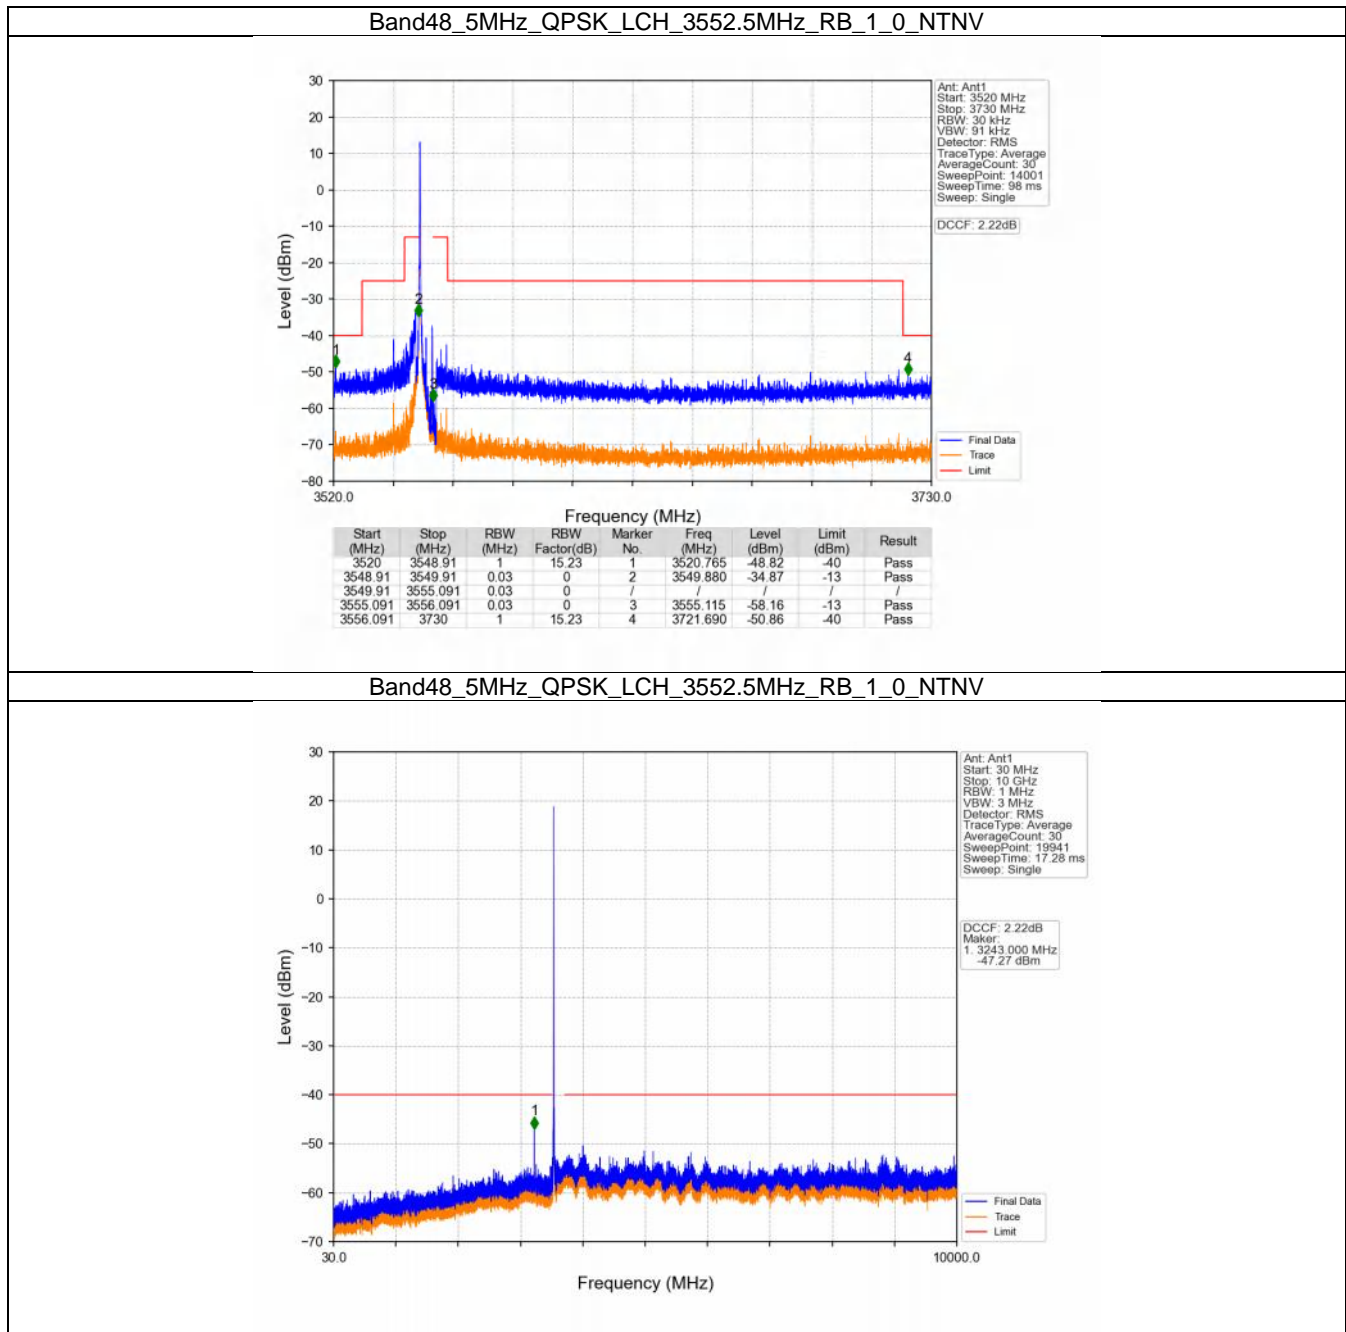 Band48_5MHz_QPSK_LCH_3552.5MHz_RB_1_0_NTNV
Ant: Ant1
Start: 3520 MHz
Stop: 3730 MHz
RBW: 30 kHz
VBW: 91 kHz
Detector: RMS
TraceType: Average
AverageCount: 30
SweepPoint: 14001
SweepTime: 98 ms
Sweep: Single
DCCF: 2.22dB
30
20
10
0
−10
−20
−30
−40
−50
−60
−70
−80
Level (dBm)
1
2
3
4
Final Data
Trace
Limit
3520.0 3730.0
Frequency (MHz)
Start (MHz) Stop (MHz) RBW (MHz) RBW Factor(dB) Marker No. Freq (MHz) Level (dBm) Limit (dBm) Result
3520 3548.91 1 15.23 1 3520.765 -48.82 -40 Pass
3548.91 3549.91 0.03 0 2 3549.880 -34.87 -13 Pass
3549.91 3555.091 0.03 0 / / / / /
3555.091 3556.091 0.03 0 3 3555.115 -58.16 -13 Pass
3556.091 3730 1 15.23 4 3721.690 -50.86 -40 Pass
Band48_5MHz_QPSK_LCH_3552.5MHz_RB_1_0_NTNV
Ant: Ant1
Start: 30 MHz
Stop: 10 GHz
RBW: 1 MHz
VBW: 3 MHz
Detector: RMS
TraceType: Average
AverageCount: 30
SweepPoint: 19941
SweepTime: 17.28 ms
Sweep: Single
DCCF: 2.22dB
Maker:
1. 3243.000 MHz
-47.27 dBm
30
20
10
0
−10
−20
−30
−40
−50
−60
−70
Level (dBm)
1
Final Data
Trace
Limit
30.0 10000.0
Frequency (MHz)